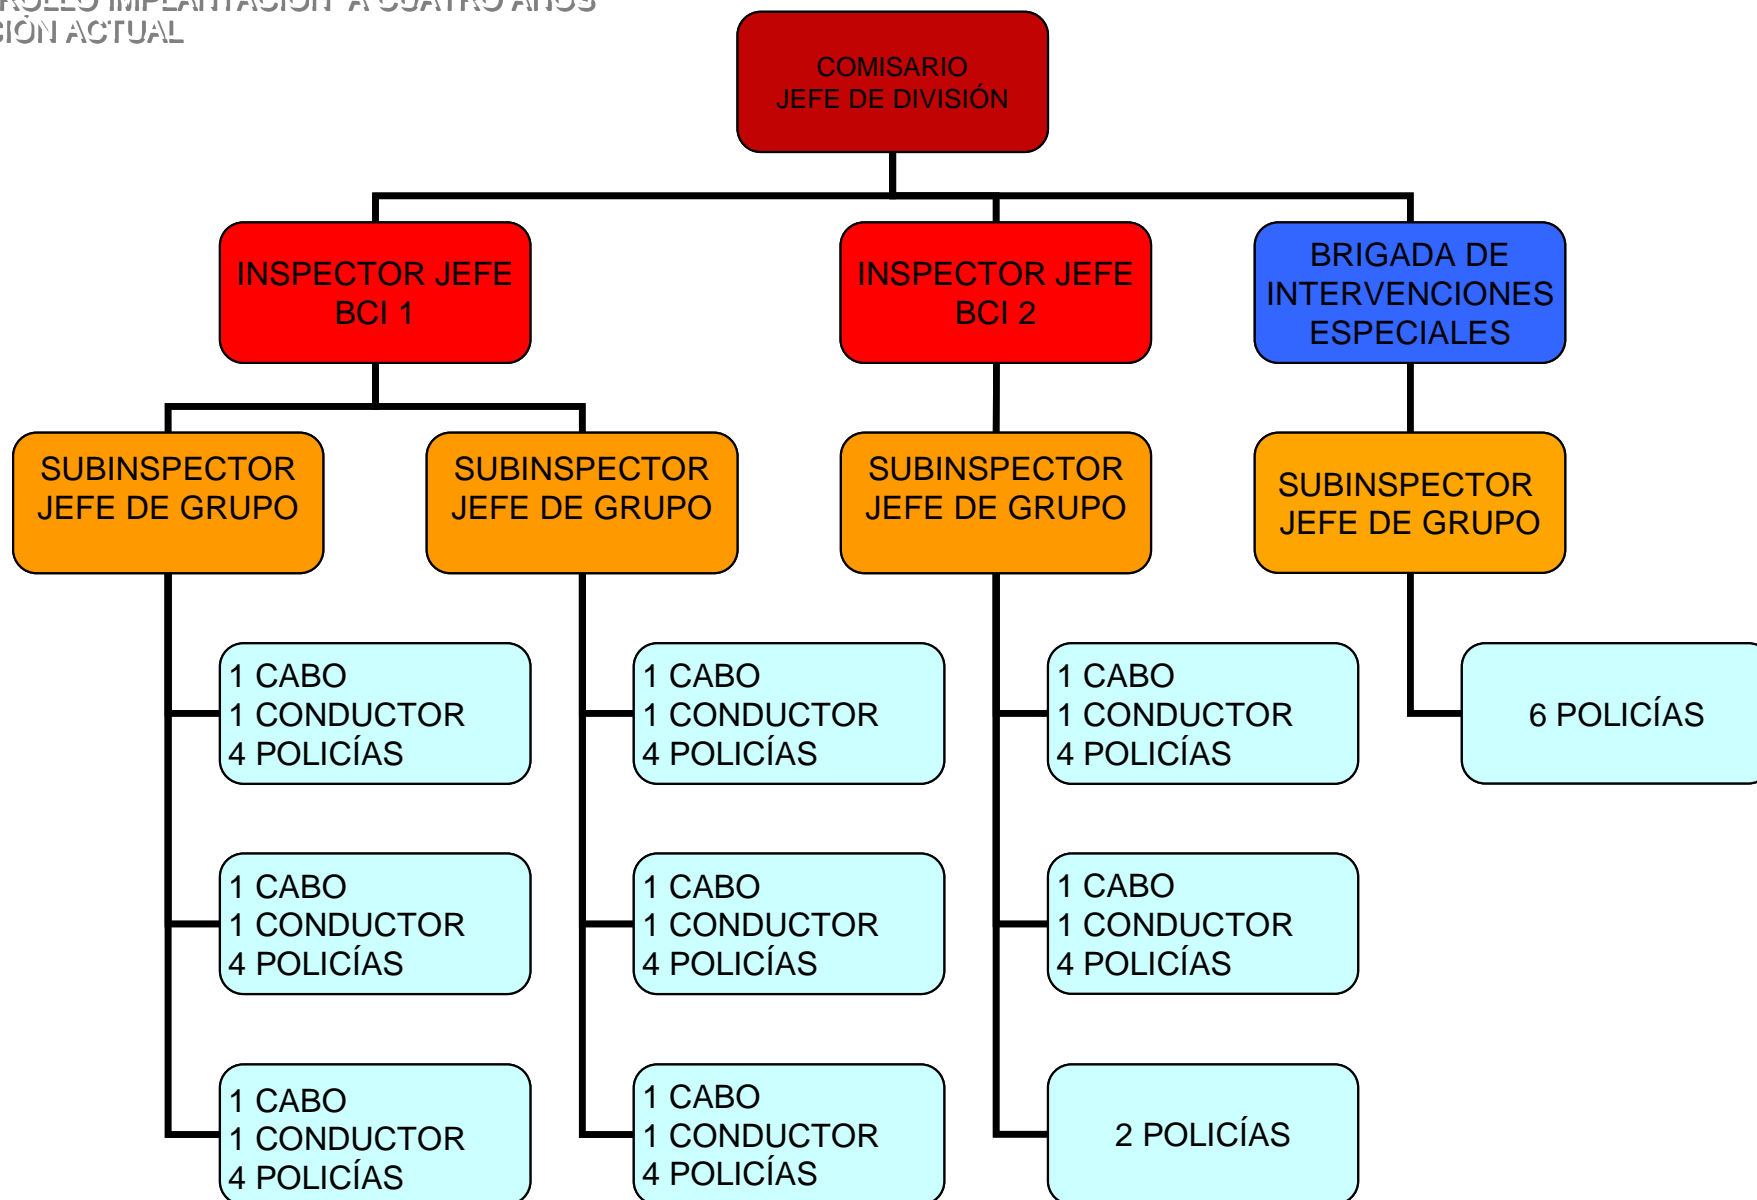 IMPLANTACIÓN A CUATRO AÑOS
ACTUAL
COMISARIO
JEFE DE DIVISIÓN
INSPECTOR JEFE
BCI 1
INSPECTOR JEFE
BCI 2
BRIGADA DE
INTERVENCIONES
ESPECIALES
SUBINSPECTOR
JEFE DE GRUPO
SUBINSPECTOR
JEFE DE GRUPO
SUBINSPECTOR
JEFE DE GRUPO
SUBINSPECTOR
JEFE DE GRUPO
1 CABO
1 CONDUCTOR
4 POLICÍAS
1 CABO
1 CONDUCTOR
4 POLICÍAS
1 CABO
1 CONDUCTOR
4 POLICÍAS
6 POLICÍAS
1 CABO
1 CONDUCTOR
4 POLICÍAS
1 CABO
1 CONDUCTOR
4 POLICÍAS
1 CABO
1 CONDUCTOR
4 POLICÍAS
1 CABO
1 CONDUCTOR
4 POLICÍAS
1 CABO
1 CONDUCTOR
4 POLICÍAS
2 POLICÍAS